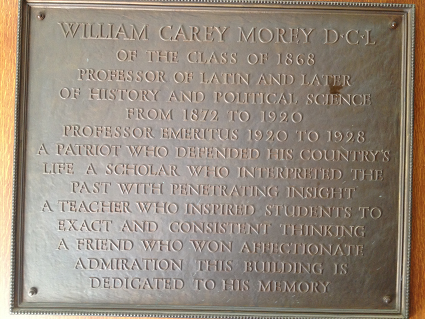 WILLIAM CAREY MOREY D·C·L
OF THE CLASS OF 1868
PROFESSOR OF LATIN AND LATER
OF HISTORY AND POLITICAL SCIENCE
FROM 1872 TO 1920
PROFESSOR EMERITUS 1920 TO 1998
A PATRIOT WHO DEFENDED HIS COUNTRY'S
LIFE A SCHOLAR WHO INTERPRETED THE
PAST WITH PENETRATING INSIGHT
A TEACHER WHO INSPIRED STUDENTS TO
EXACT AND CONSISTENT THINKING
A FRIEND WHO WON AFFECTIONATE
ADMIRATION THIS BUILDING IS
DEDICATED TO HIS MEMORY